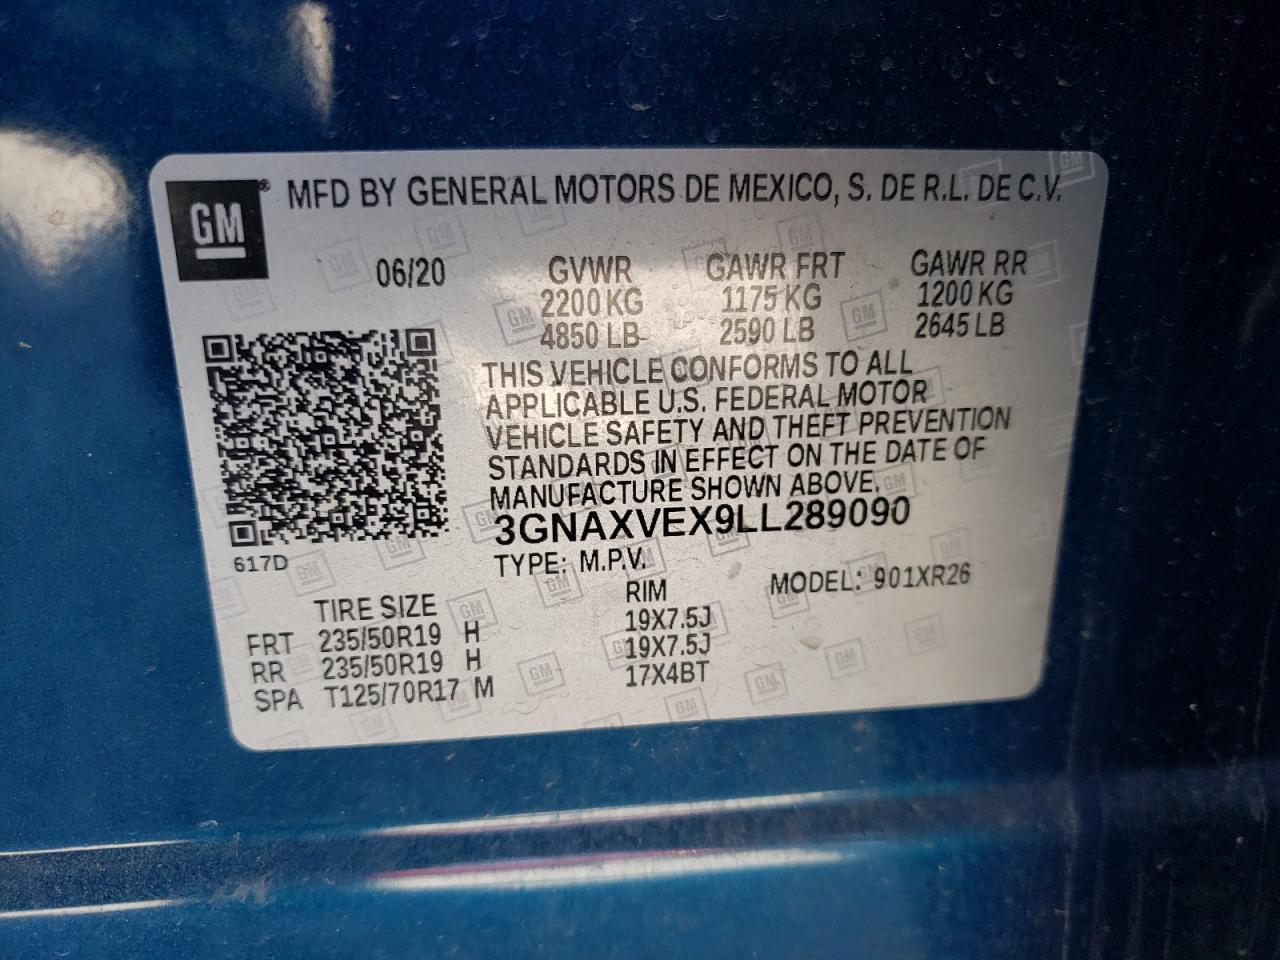 GM® MFD BY GENERAL MOTORS DE MEXICO, S. DE R.L. DE C.V.
06/20 GVWR GAWR FRT GAWR RR
2200 KG 1175 KG 1200 KG
4850 LB 2590 LB 2645 LB
THIS VEHICLE CONFORMS TO ALL
APPLICABLE U.S. FEDERAL MOTOR
VEHICLE SAFETY AND THEFT PREVENTION
STANDARDS IN EFFECT ON THE DATE OF
MANUFACTURE SHOWN ABOVE.
3GNAXVEX9LL289090
617D TYPE: M.P.V. MODEL: 901XR26
TIRE SIZE RIM
FRT 235/50R19 H 19X7.5J
RR 235/50R19 H 19X7.5J
SPA T125/70R17 M 17X4BT